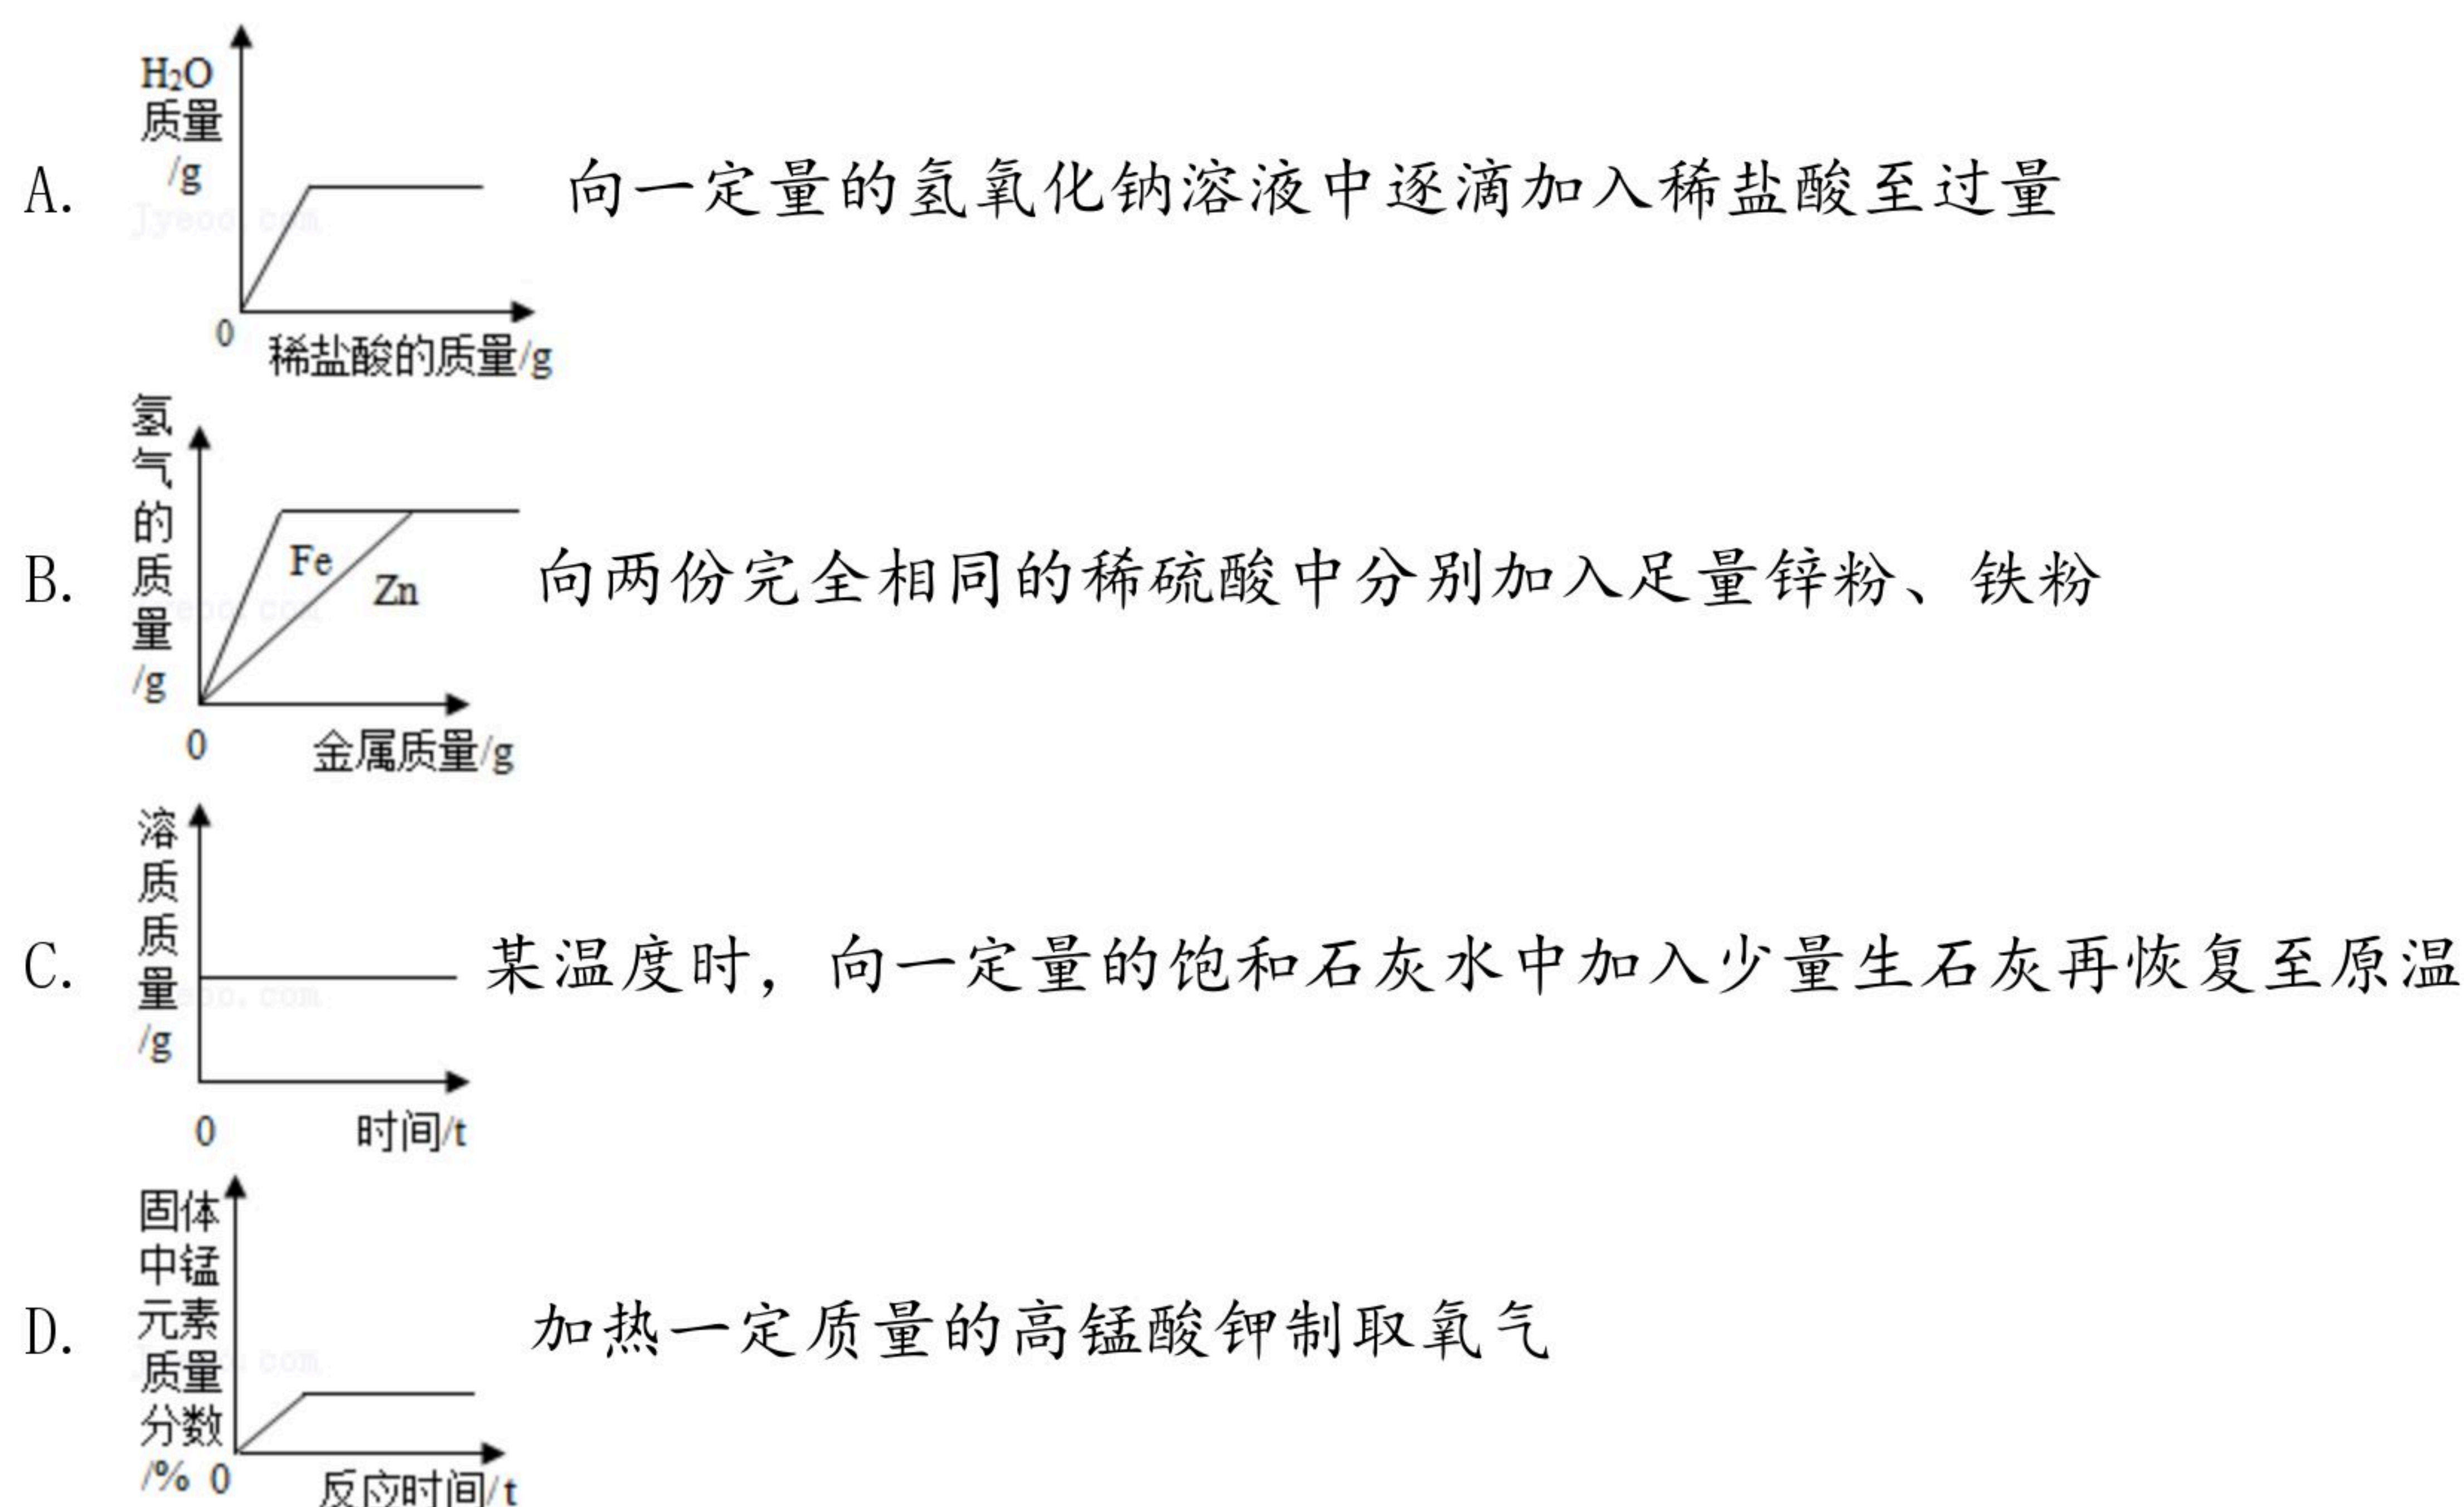 A.
H₂O
质量
/g
0
稀盐酸的质量/g
向一定量的氢氧化钠溶液中逐滴加入稀盐酸至过量
B.
氢气的质量/g
Fe
Zn
0
金属质量/g
向两份完全相同的稀硫酸中分别加入足量锌粉、铁粉
C.
溶质质量/g
0
时间/t
某温度时，向一定量的饱和石灰水中加入少量生石灰再恢复至原温
D.
固体
中锰
元素
质量
分数
/% 0
反应时间/t
加热一定质量的高锰酸钾制取氧气